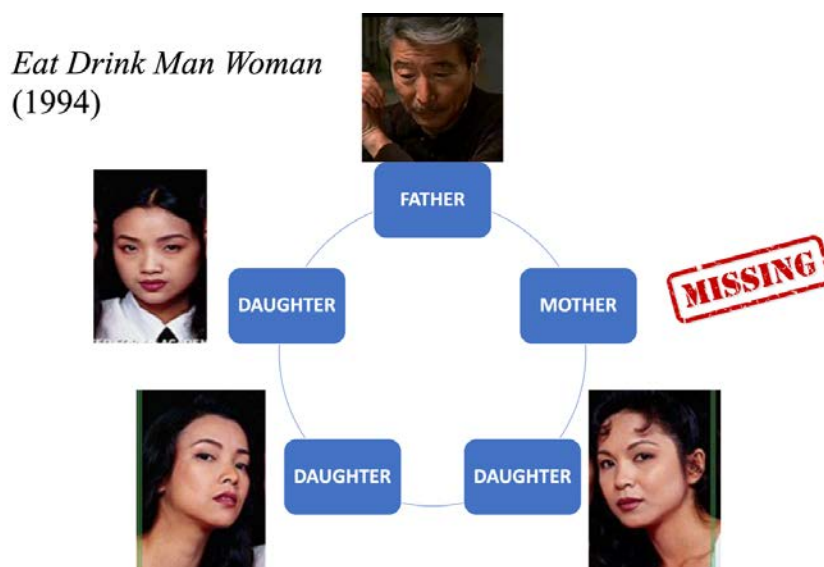 Eat Drink Man Woman
(1994)
FATHER
DAUGHTER
MOTHER
MISSING
DAUGHTER
DAUGHTER